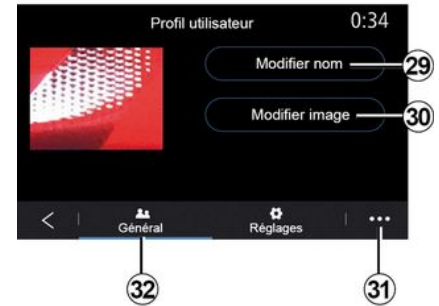 Profil utilisateur 0:34
Modifier nom 29
Modifier image 30
Général Réglages
32 31